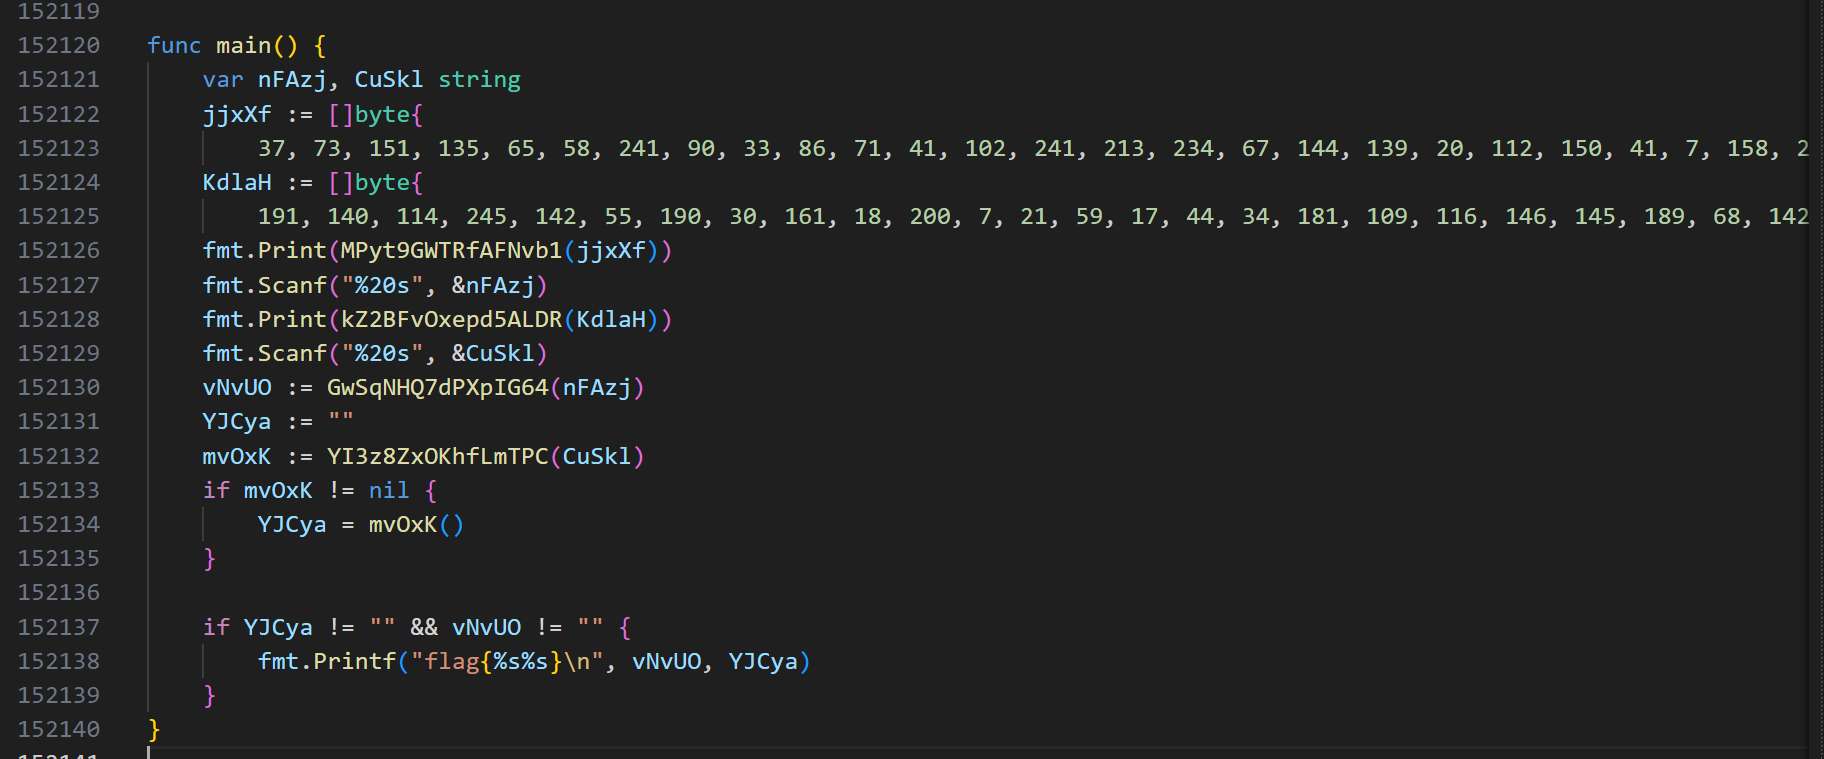 152119
152120 func main() {
152121 var nFAzj, CuSkl string
152122 jjxXf := []byte{
152123 37, 73, 151, 135, 65, 58, 241, 90, 33, 86, 71, 41, 102, 241, 213, 234, 67, 144, 139, 20, 112, 150, 41, 7, 158, 2
152124 KdlaH := []byte{
152125 191, 140, 114, 245, 142, 55, 190, 30, 161, 18, 200, 7, 21, 59, 17, 44, 34, 181, 109, 116, 146, 145, 189, 68, 142
152126 fmt.Print(MPyt9GWTRfAFNvb1(jjxXf))
152127 fmt.Scanf("%20s", &nFAzj)
152128 fmt.Print(kZ2BFvOxepd5ALDR(KdlaH))
152129 fmt.Scanf("%20s", &CuSkl)
152130 vNvUO := GwSqNHQ7dPXpIG64(nFAzj)
152131 YJCya := ""
152132 mvOxK := YI3z8ZxOKhfLmTPC(CuSkl)
152133 if mvOxK != nil {
152134 YJCya = mvOxK()
152135 }
152136
152137 if YJCya != "" && vNvUO != "" {
152138 fmt.Printf("flag{%s%s}\n", vNvUO, YJCya)
152139 }
152140 }
152141